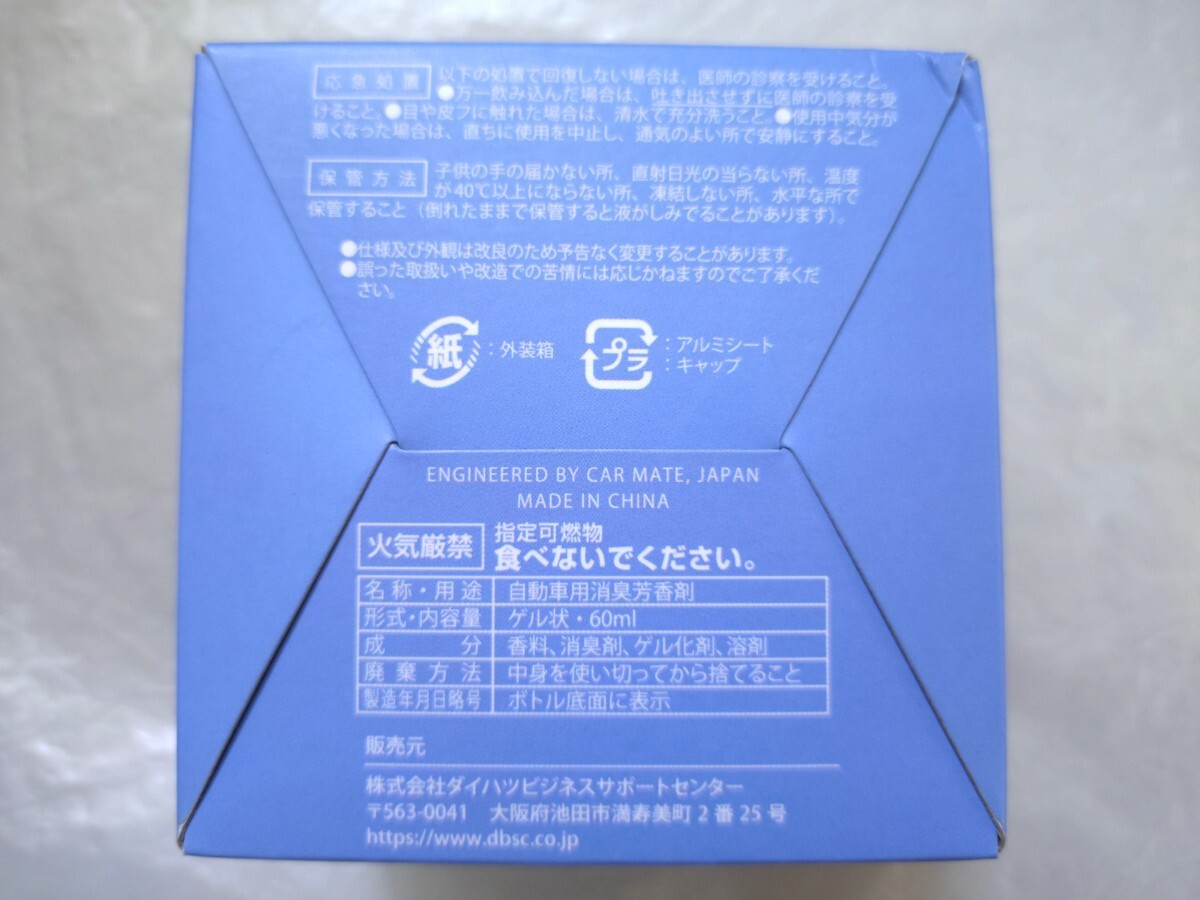 応急処置 以下の処置で回復しない場合は、医師の診察を受けること。
●万一飲み込んだ場合は、吐き出させずに医師の診察を受
けること。●目や皮フに触れた場合は、清水で充分洗うこと。●使用中気分が
悪くなった場合は、直ちに使用を中止し、通気のよい所で安静にすること。
保管方法 子供の手の届かない所、直射日光の当らない所、温度
が40℃以上にならない所、凍結しない所、水平な所で
保管すること（倒れたままで保管すると液がしみでることがあります）。
●仕様及び外観は改良のため予告なく変更することがあります。
●誤った取扱いや改造での苦情には応じかねますのでご了承くだ
さい。
紙：外装箱
プラ：アルミシート
：キャップ
ENGINEERED BY CAR MATE, JAPAN
MADE IN CHINA
火気厳禁 指定可燃物
食べないでください。
名称・用途 自動車用消臭芳香剤
形式・内容量 ゲル状・60ml
成分 香料、消臭剤、ゲル化剤、溶剤
廃棄方法 中身を使い切ってから捨てること
製造年月日略号 ボトル底面に表示
販売元
株式会社ダイハツビジネスサポートセンター
〒563-0041 大阪府池田市満寿美町2番25号
https://www.dbsc.co.jp